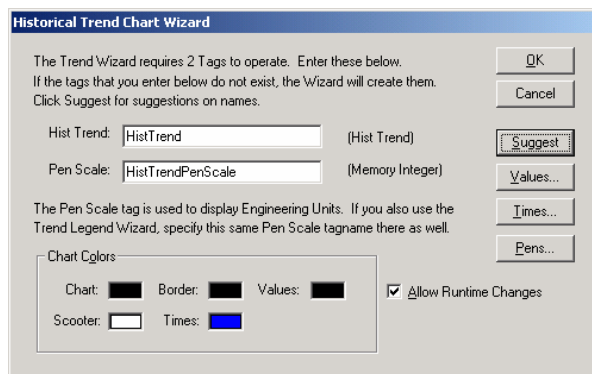 Historical Trend Chart Wizard
The Trend Wizard requires 2 Tags to operate. Enter these below.
If the tags that you enter below do not exist, the Wizard will create them.
Click Suggest for suggestions on names.
OK
Cancel
Hist Trend: HistTrend (Hist Trend)
Suggest
Pen Scale: HistTrendPenScale (Memory Integer)
Values...
The Pen Scale tag is used to display Engineering Units. If you also use the
Trend Legend Wizard, specify this same Pen Scale tagname there as well.
Times...
Pens...
Chart Colors
Chart: Border: Values:
Allow Runtime Changes
Scooter: Times: